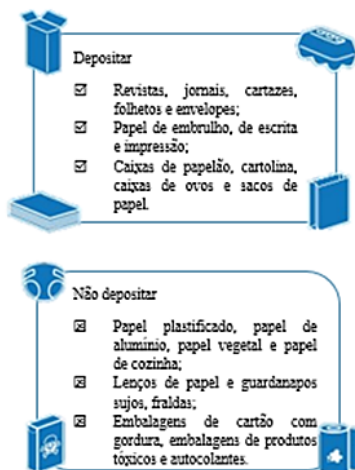 Depositar
☑ Revistas, jornais, cartazes,
folhetos e envelopes;
☑ Papel de embrulho, de escrita
e impressão;
☑ Caixas de papelão, cartolina,
caixas de ovos e sacos de
papel.
Não depositar
☒ Papel plastificado, papel de
alumínio, papel vegetal e papel
de cozinha;
☒ Lenços de papel e guardanapos
sujos, fraldas;
☒ Embalagens de cartão com
gordura, embalagens de produtos
tóxicos e autocolantes.